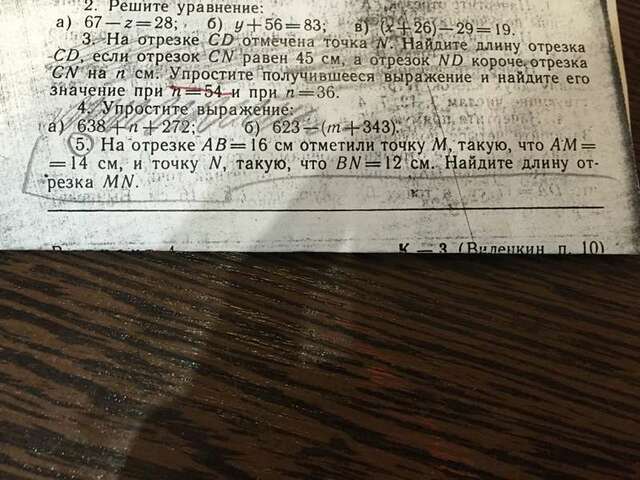 2. Решите уравнение:
а) 67—z=28; б) y+56=83; в) (x+26)—29=19.
3. На отрезке CD отмечена точка N. Найдите длину отрезка
CD, если отрезок CN равен 45 см, а отрезок ND короче отрезка
CN на n см. Упростите получившееся выражение и найдите его
значение при n=54 и при n=36.
4. Упростите выражение:
а) 638+n+272; б) 623—(m+343).
5. На отрезке AB=16 см отметили точку M, такую, что AM=
=14 см, и точку N, такую, что BN=12 см. Найдите длину от-
резка MN.
К — 3 (Виленкин, п. 10)